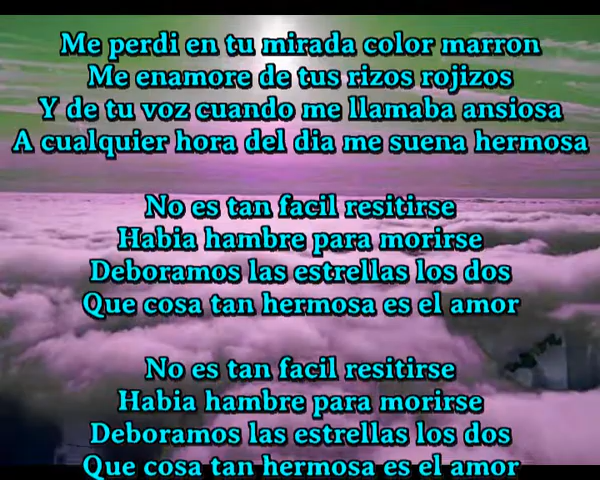 Me perdi en tu mirada color marron
Me enamore de tus rizos rojizos
Y de tu voz cuando me llamaba ansiosa
A cualquier hora del dia me suena hermosa
No es tan facil resitirse
Habia hambre para morirse
Deboramos las estrellas los dos
Que cosa tan hermosa es el amor
No es tan facil resitirse
Habia hambre para morirse
Deboramos las estrellas los dos
Que cosa tan hermosa es el amor